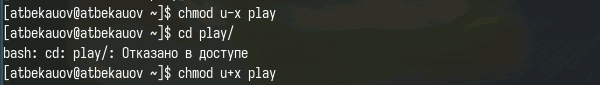 [atbekauov@atbekauov ~]$ chmod u-x play
[atbekauov@atbekauov ~]$ cd play/
bash: cd: play/: Отказано в доступе
[atbekauov@atbekauov ~]$ chmod u+x play